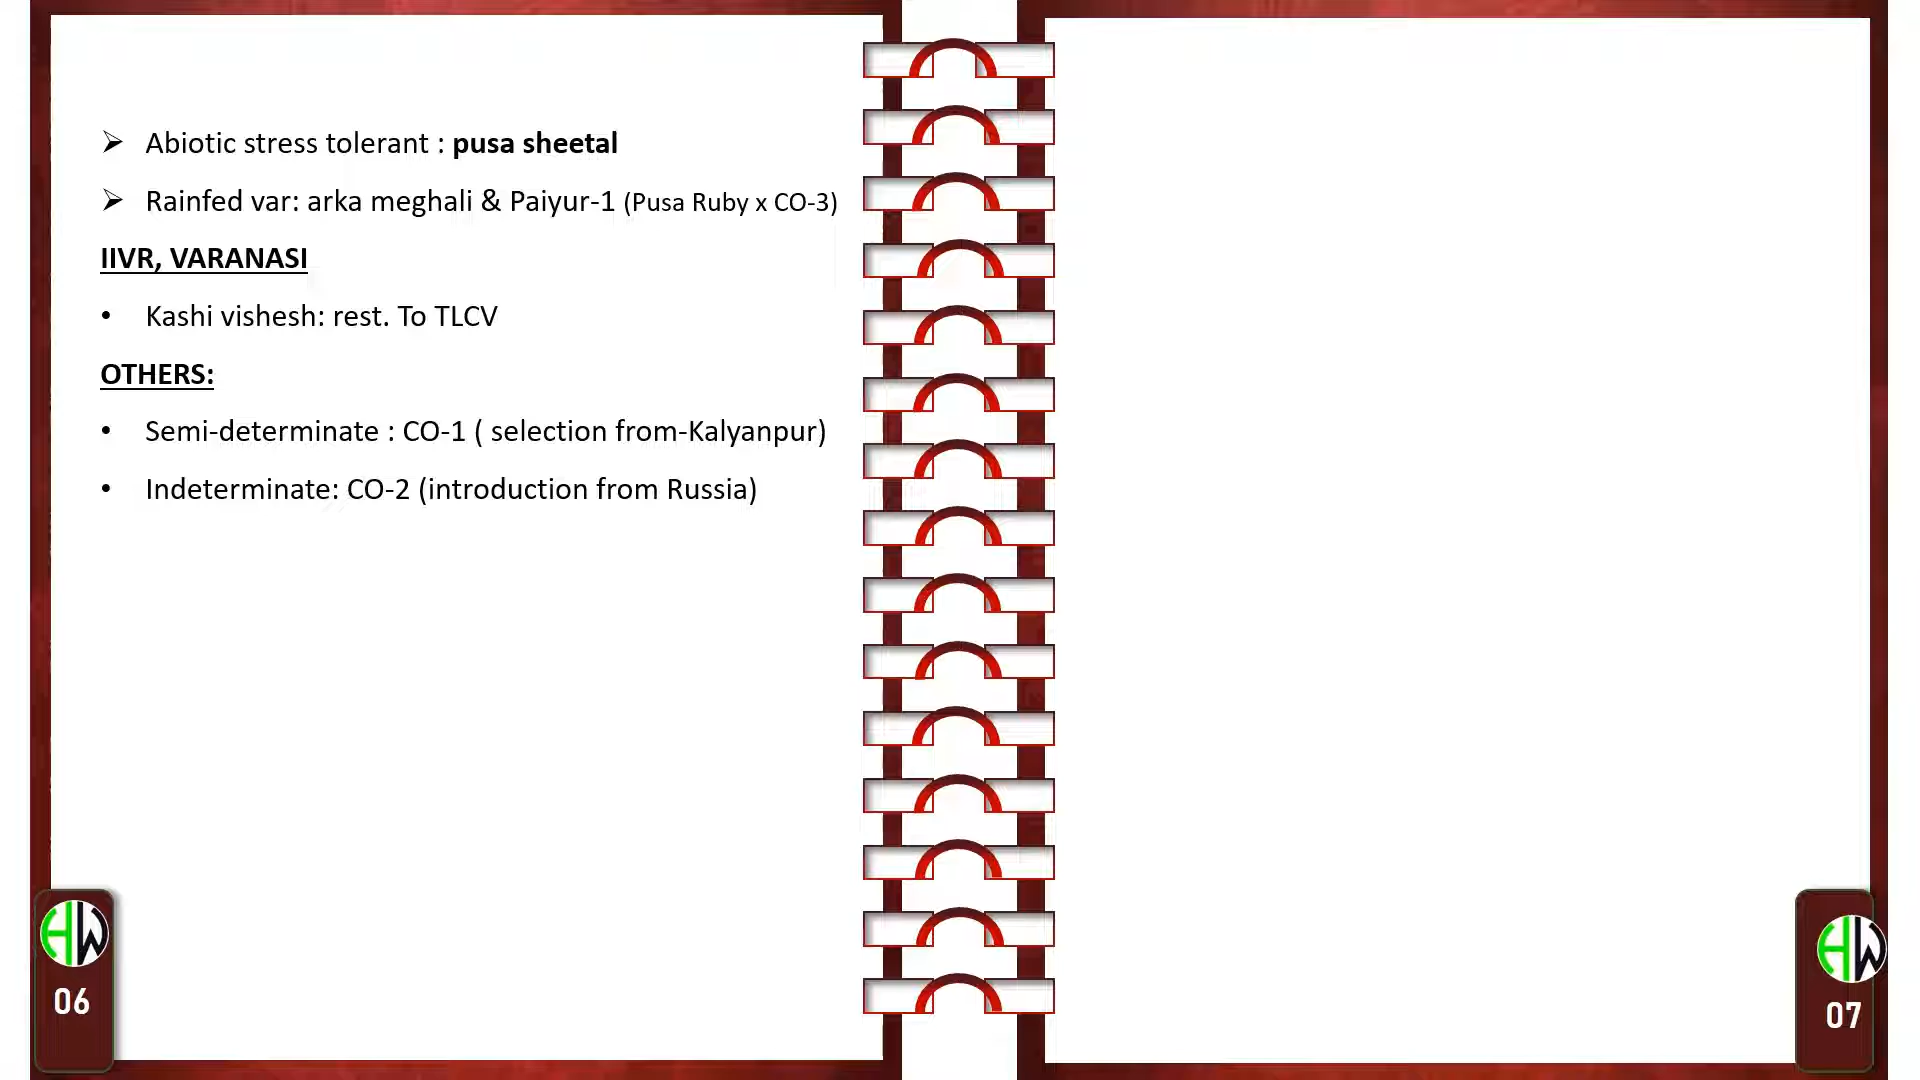 ➢ Abiotic stress tolerant : pusa sheetal
➢ Rainfed var: arka meghali & Paiyur-1 (Pusa Ruby x CO-3)
IIVR, VARANASI
• Kashi vishesh: rest. To TLCV
OTHERS:
• Semi-determinate : CO-1 ( selection from-Kalyanpur)
• Indeterminate: CO-2 (introduction from Russia)
HW
06
HW
07